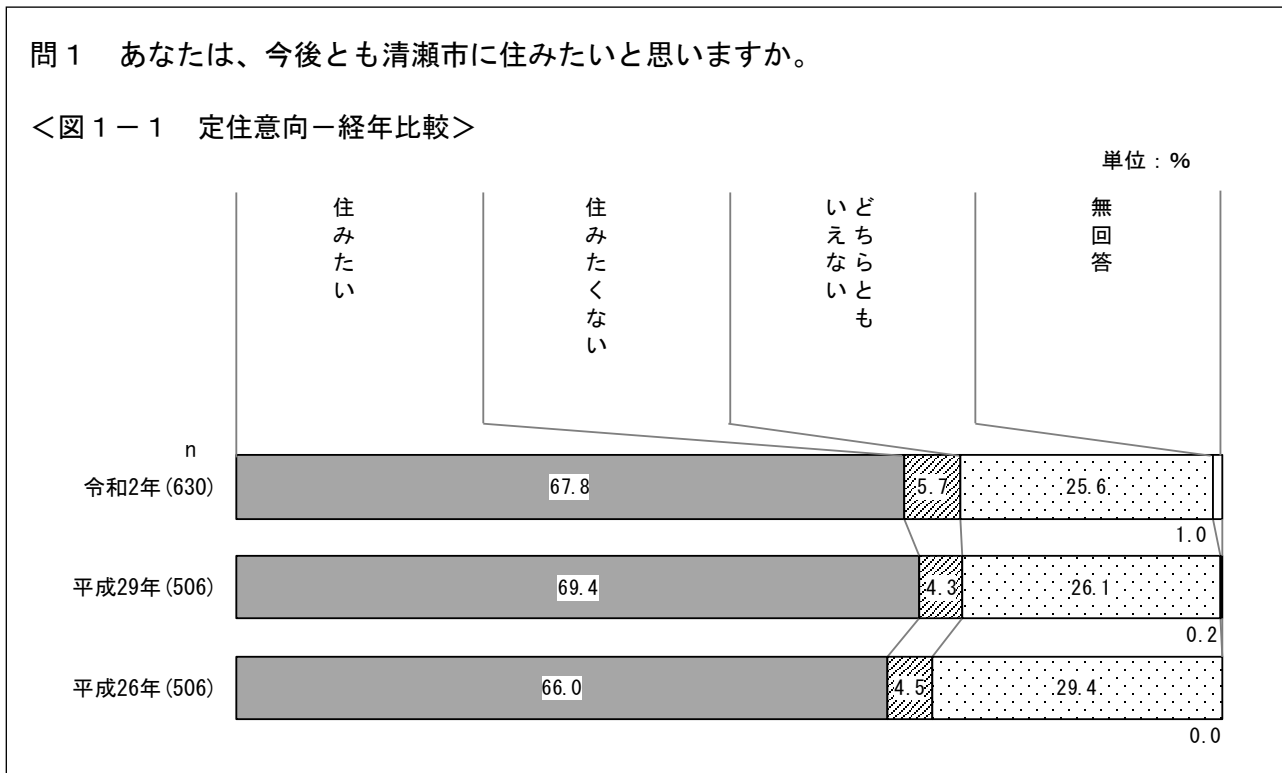 問１　あなたは、今後とも清瀬市に住みたいと思いますか。
＜図１－１　定住意向－経年比較＞
単位：％
住みたい
住みたくない
どちらとも
いえない
無回答
n
令和2年(630)
67.8
5.7
25.6
1.0
平成29年(506)
69.4
4.3
26.1
0.2
平成26年(506)
66.0
4.5
29.4
0.0